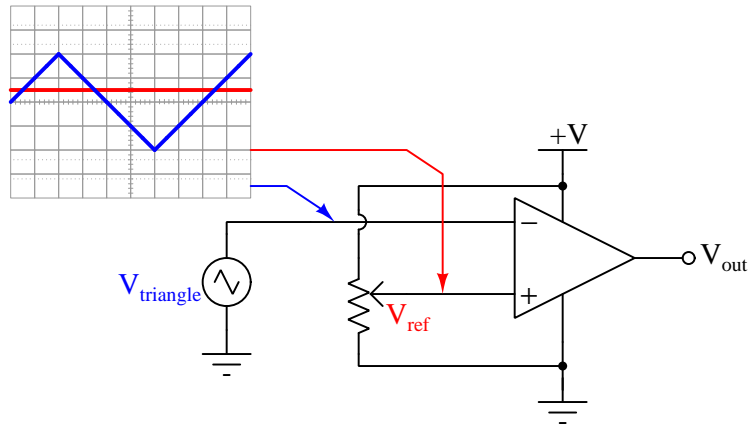 +V
−
V_out
V_triangle
+
V_ref